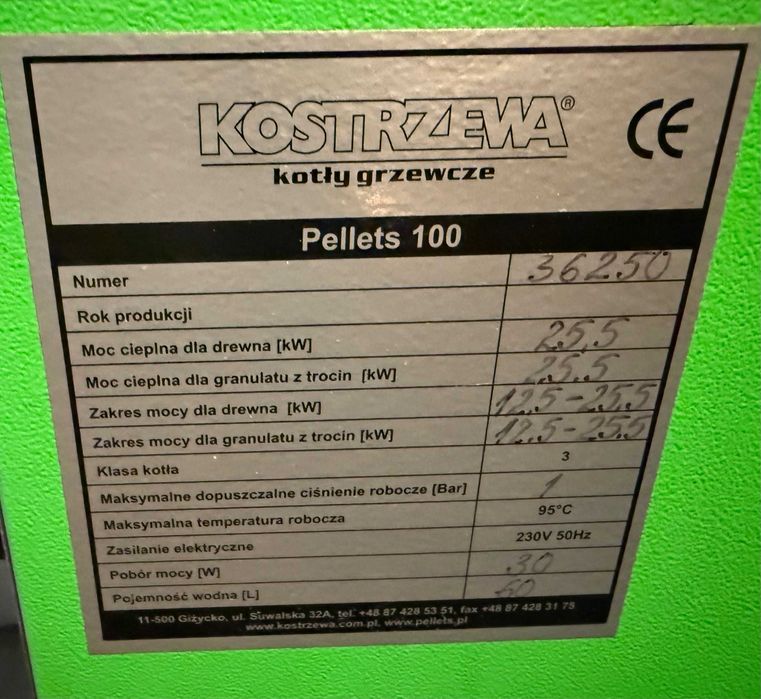 KOSTRZEWA®
CE
kotły grzewcze
Pellets 100
Numer 36250
Rok produkcji
Moc cieplna dla drewna [kW] 25,5
Moc cieplna dla granulatu z trocin [kW] 25.5
Zakres mocy dla drewna [kW] 12.5-25.5
Zakres mocy dla granulatu z trocin [kW] 12.5-25.5
Klasa kotła 3
Maksymalne dopuszczalne ciśnienie robocze [Bar] 1
Maksymalna temperatura robocza 95°C
Zasilanie elektryczne 230V 50Hz
Pobór mocy [W] 30
Pojemność wodna [L] 60
11-500 Giżycko, ul. Suwalska 32A, tel. +48 87 428 53 51, fax +48 87 428 31 75
www.kostrzewa.com.pl, www.pellets.pl